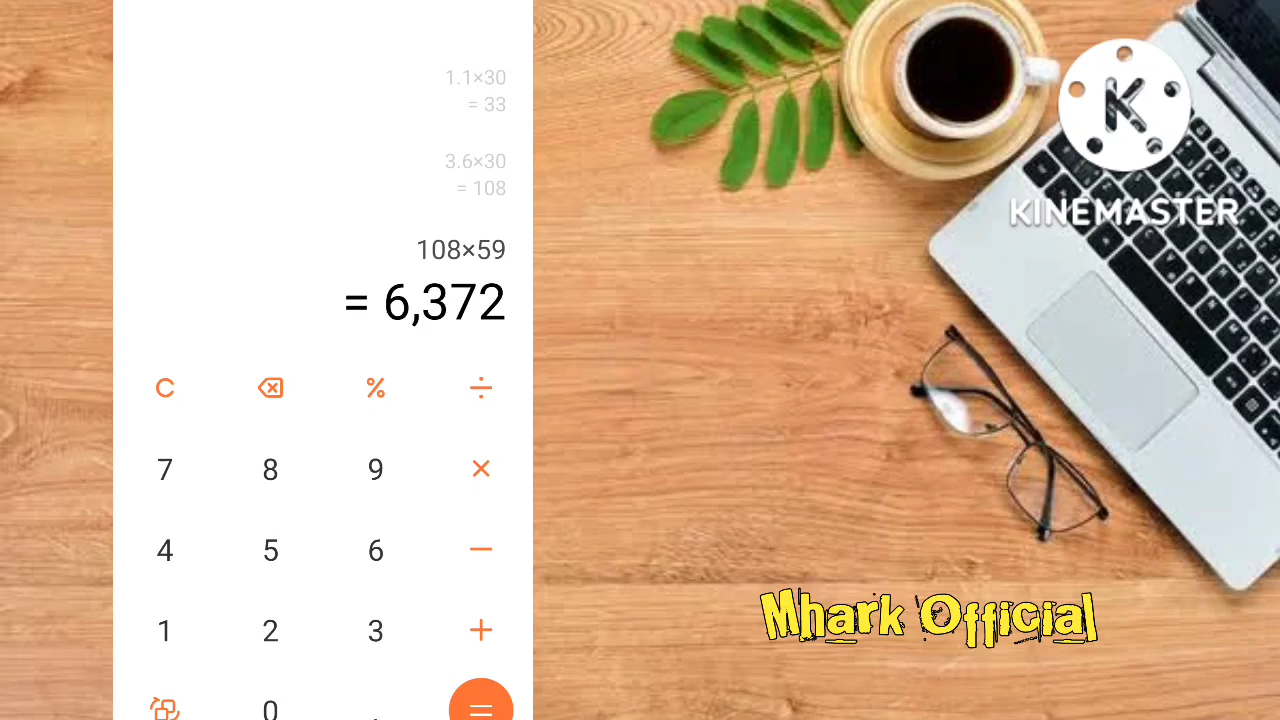 1.1×30
= 33
3.6×30
= 108
108×59
= 6,372
C % ÷
7 8 9 ×
4 5 6 −
1 2 3 +
0 . =
K
KINEMASTER
Mhark Official